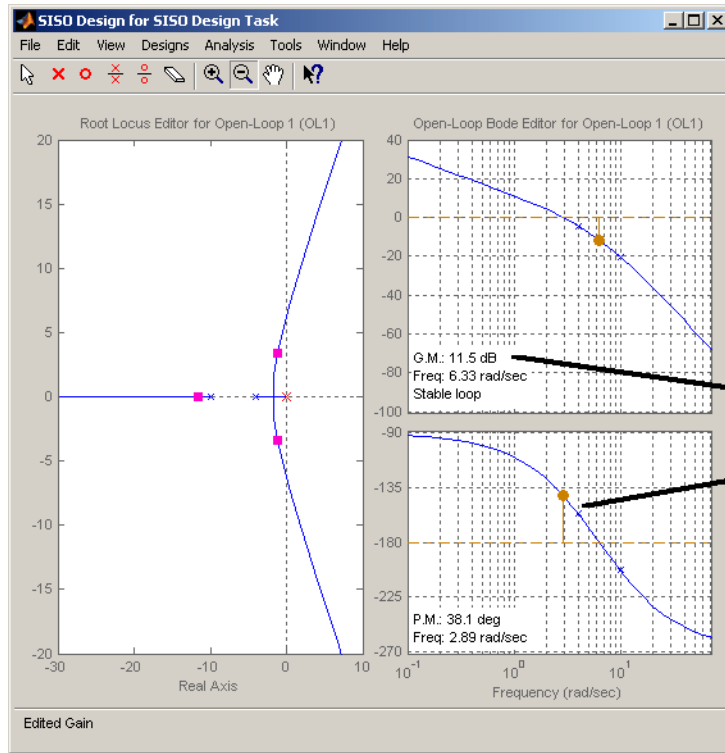 SISO Design for SISO Design Task
File Edit View Designs Analysis Tools Window Help
Root Locus Editor for Open-Loop 1 (OL1)
20
15
10
5
0
-5
-10
-15
-20
-30 -20 -10 0 10
Real Axis
Open-Loop Bode Editor for Open-Loop 1 (OL1)
40
20
0
-20
-40
-60
-80
-100
G.M.: 11.5 dB
Freq: 6.33 rad/sec
Stable loop
-90
-135
-180
-225
-270
P.M.: 38.1 deg
Freq: 2.89 rad/sec
10^-1 10^0 10^1
Frequency (rad/sec)
Edited Gain